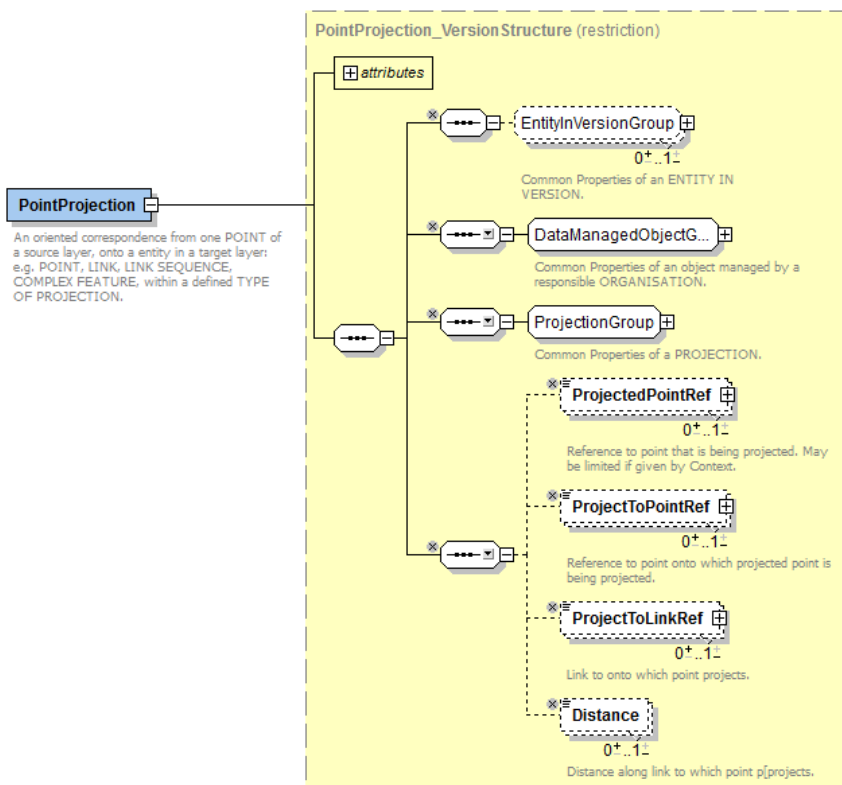 PointProjection_VersionStructure (restriction)
attributes
EntityInVersionGroup
0..1
Common Properties of an ENTITY IN
VERSION.
PointProjection
An oriented correspondence from one POINT of
a source layer, onto a entity in a target layer:
e.g. POINT, LINK, LINK SEQUENCE,
COMPLEX FEATURE, within a defined TYPE
OF PROJECTION.
DataManagedObjectG...
Common Properties of an object managed by a
responsible ORGANISATION.
ProjectionGroup
Common Properties of a PROJECTION.
ProjectedPointRef
0..1
Reference to point that is being projected. May
be limited if given by Context.
ProjectToPointRef
0..1
Reference to point onto which projected point is
being projected.
ProjectToLinkRef
0..1
Link to onto which point projects.
Distance
0..1
Distance along link to which point p[projects.